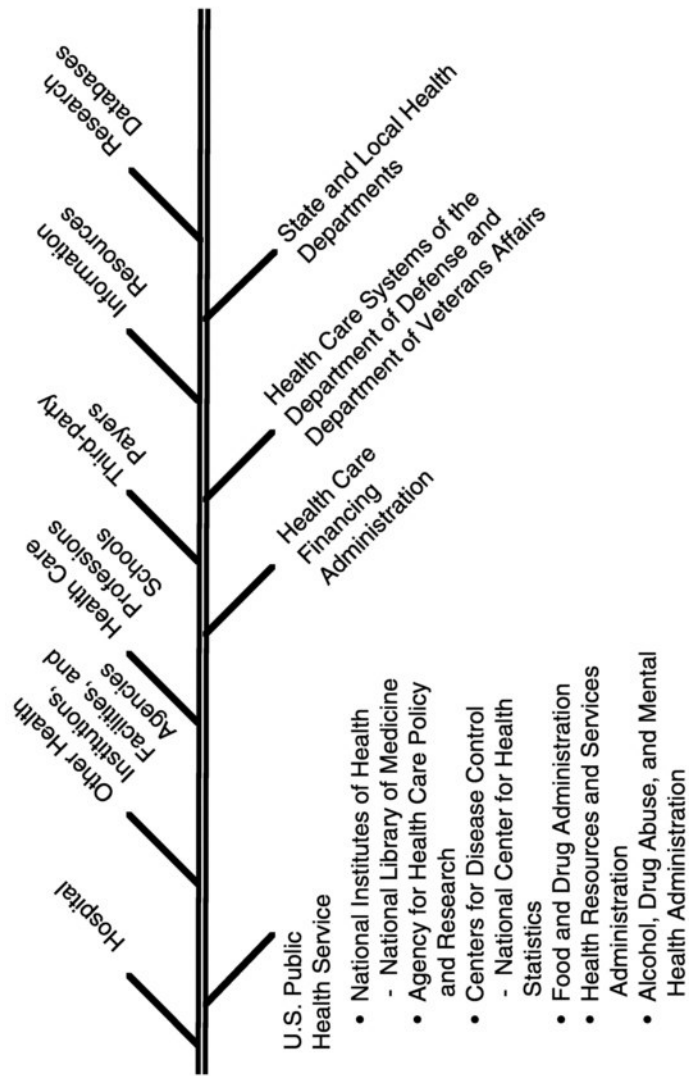 Hospital
Other Health
Institutions,
Facilities, and
Agencies
Health Care
Professions
Schools
Third-party
Payers
Information
Resources
Research
Databases
U.S. Public
Health Service
• National Institutes of Health
- National Library of Medicine
• Agency for Health Care Policy
and Research
• Centers for Disease Control
- National Center for Health
Statistics
• Food and Drug Administration
• Health Resources and Services
Administration
• Alcohol, Drug Abuse, and Mental
Health Administration
Health Care
Financing
Administration
Health Care Systems of the
Department of Defense and
Department of Veterans Affairs
State and Local Health
Departments